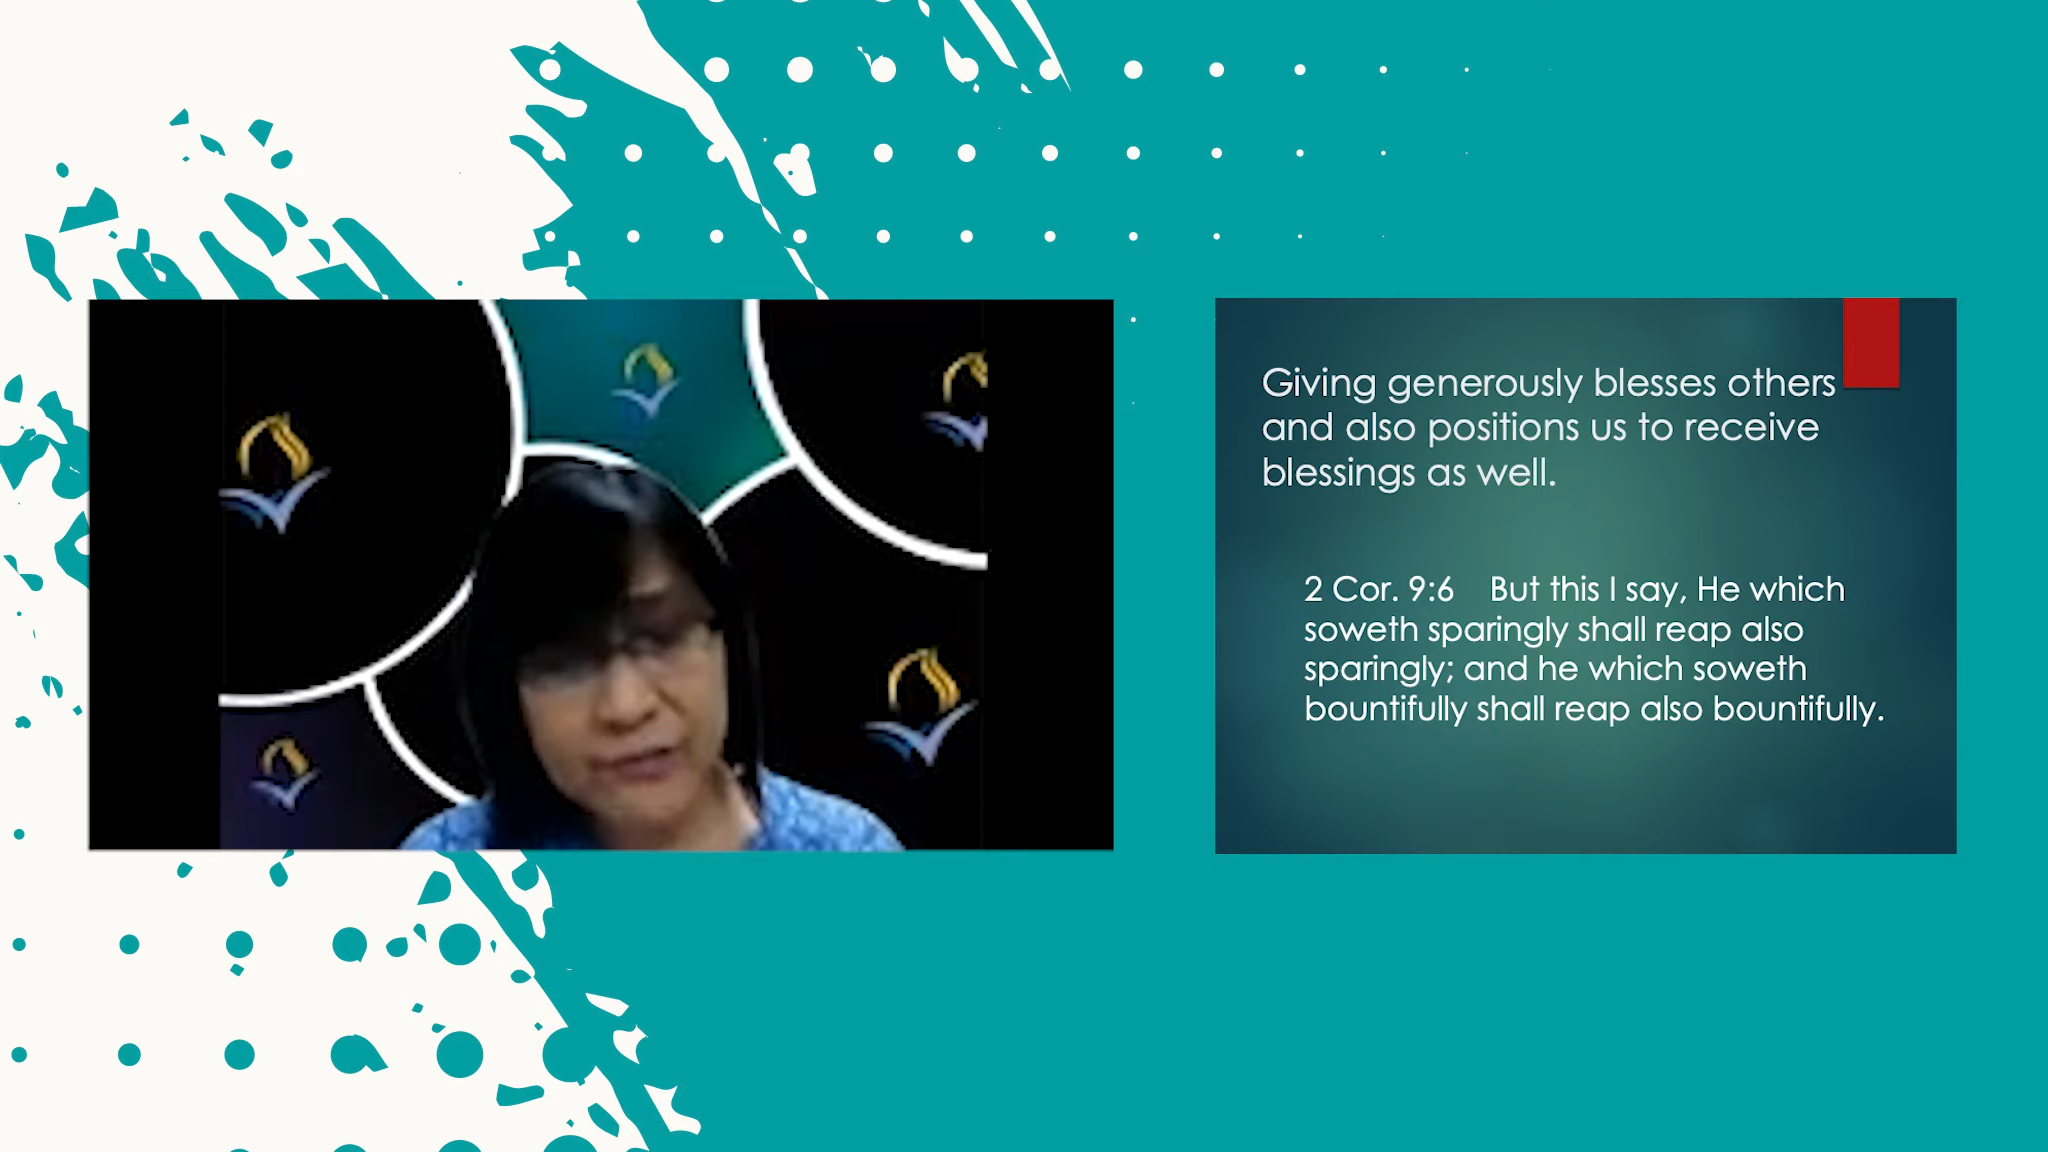 Giving generously blesses others
and also positions us to receive
blessings as well.
2 Cor. 9:6 But this I say, He which
soweth sparingly shall reap also
sparingly; and he which soweth
bountifully shall reap also bountifully.